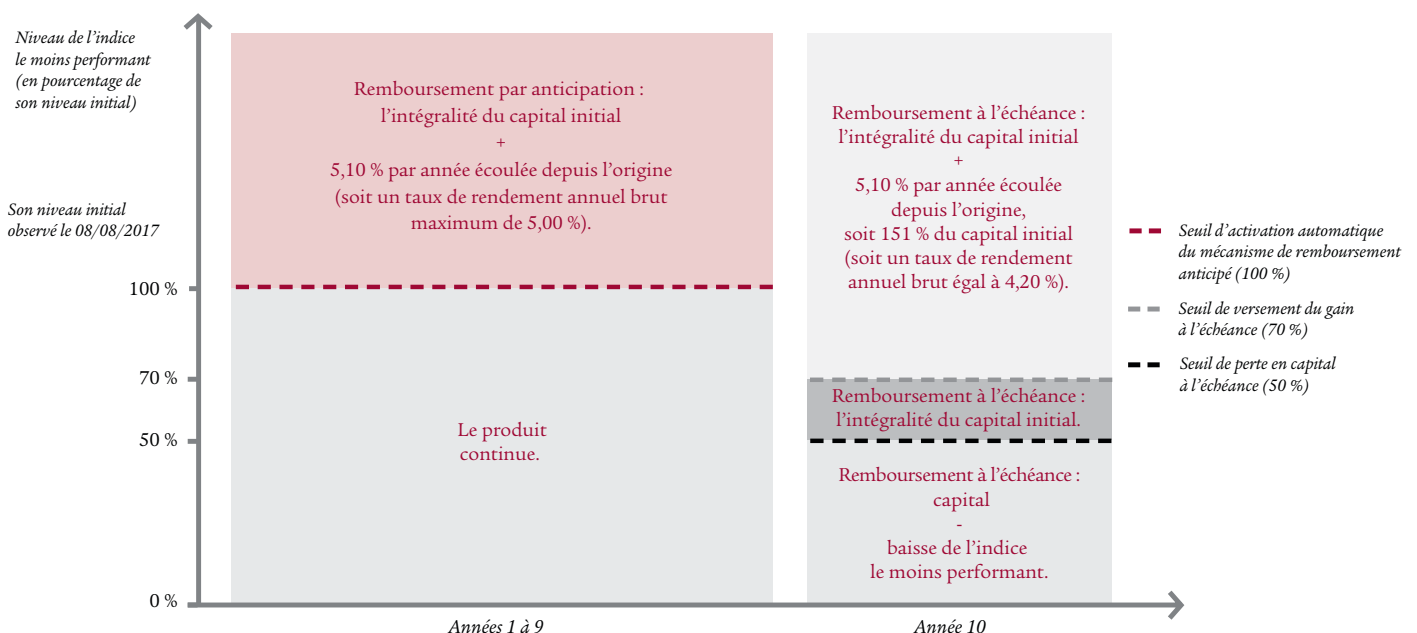 Niveau de l’indice
le moins performant
(en pourcentage de
son niveau initial)
Son niveau initial
observé le 08/08/2017
100 %
70 %
50 %
0 %
Remboursement par anticipation :
l’intégralité du capital initial
+
5,10 % par année écoulée depuis l’origine
(soit un taux de rendement annuel brut
maximum de 5,00 %).
Le produit
continue.
Remboursement à l’échéance :
l’intégralité du capital initial
+
5,10 % par année écoulée
depuis l’origine,
soit 151 % du capital initial
(soit un taux de rendement
annuel brut égal à 4,20 %).
Remboursement à l’échéance :
l’intégralité du capital initial.
Remboursement à l’échéance :
capital
-
baisse de l’indice
le moins performant.
Seuil d’activation automatique
du mécanisme de remboursement
anticipé (100 %)
Seuil de versement du gain
à l’échéance (70 %)
Seuil de perte en capital
à l’échéance (50 %)
Années 1 à 9
Année 10